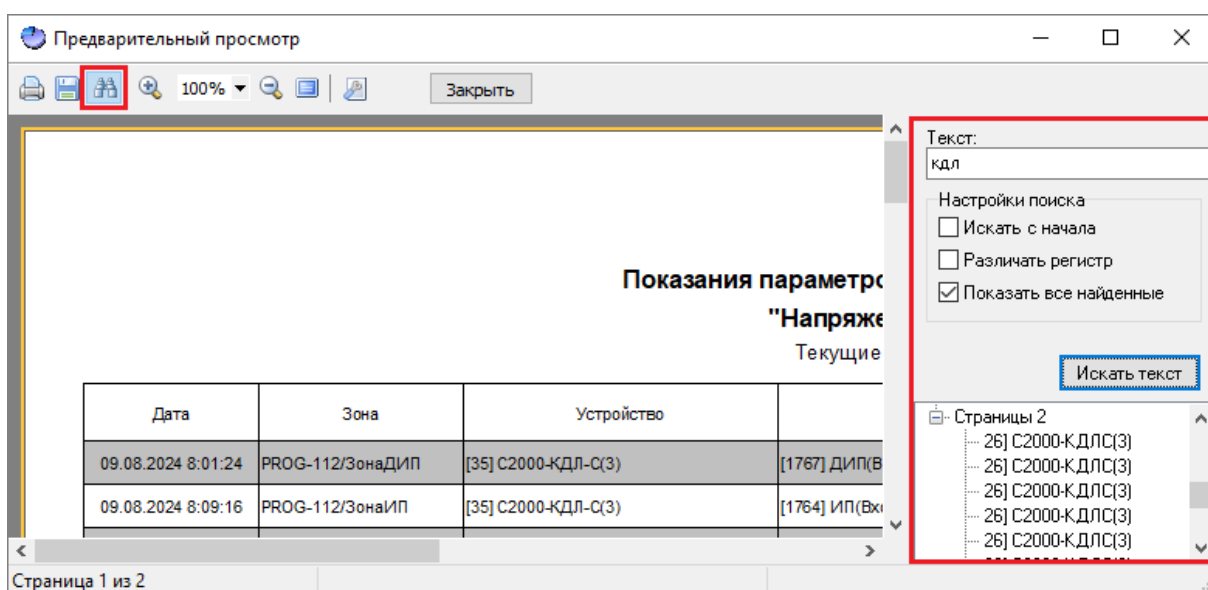 Предварительный просмотр
100%
Закрыть
Текст:
кдл
Настройки поиска
Искать с начала
Различать регистр
Показать все найденные
Искать текст
Страницы 2
26] С2000-КДЛС(3)
26] С2000-КДЛС(3)
26] С2000-КДЛС(3)
26] С2000-КДЛС(3)
26] С2000-КДЛС(3)
Показания параметро
"Напряже
Текущие
Дата Зона Устройство
09.08.2024 8:01:24 PROG-112/ЗонаДИП [35] С2000-КДЛ-С(3) [1767] ДИП(В
09.08.2024 8:09:16 PROG-112/ЗонаИП [35] С2000-КДЛ-С(3) [1764] ИП(Вх
Страница 1 из 2